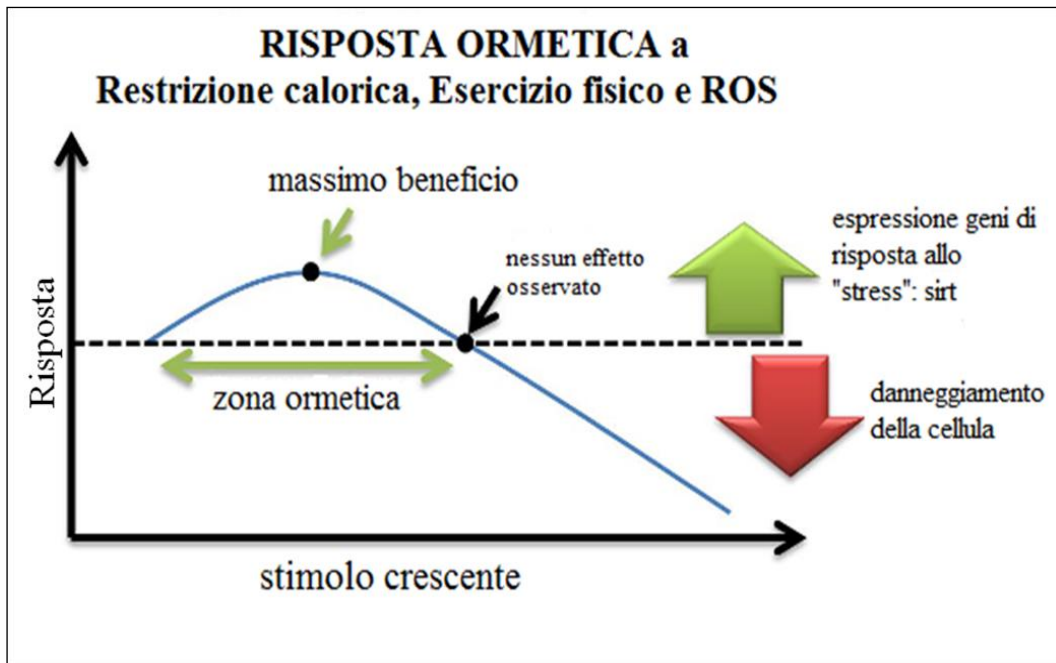 RISPOSTA ORMETICA a
Restrizione calorica, Esercizio fisico e ROS
massimo beneficio
nessun effetto
osservato
espressione geni di
risposta allo
"stress": sirt
Risposta
zona ormetica
danneggiamento
della cellula
stimolo crescente